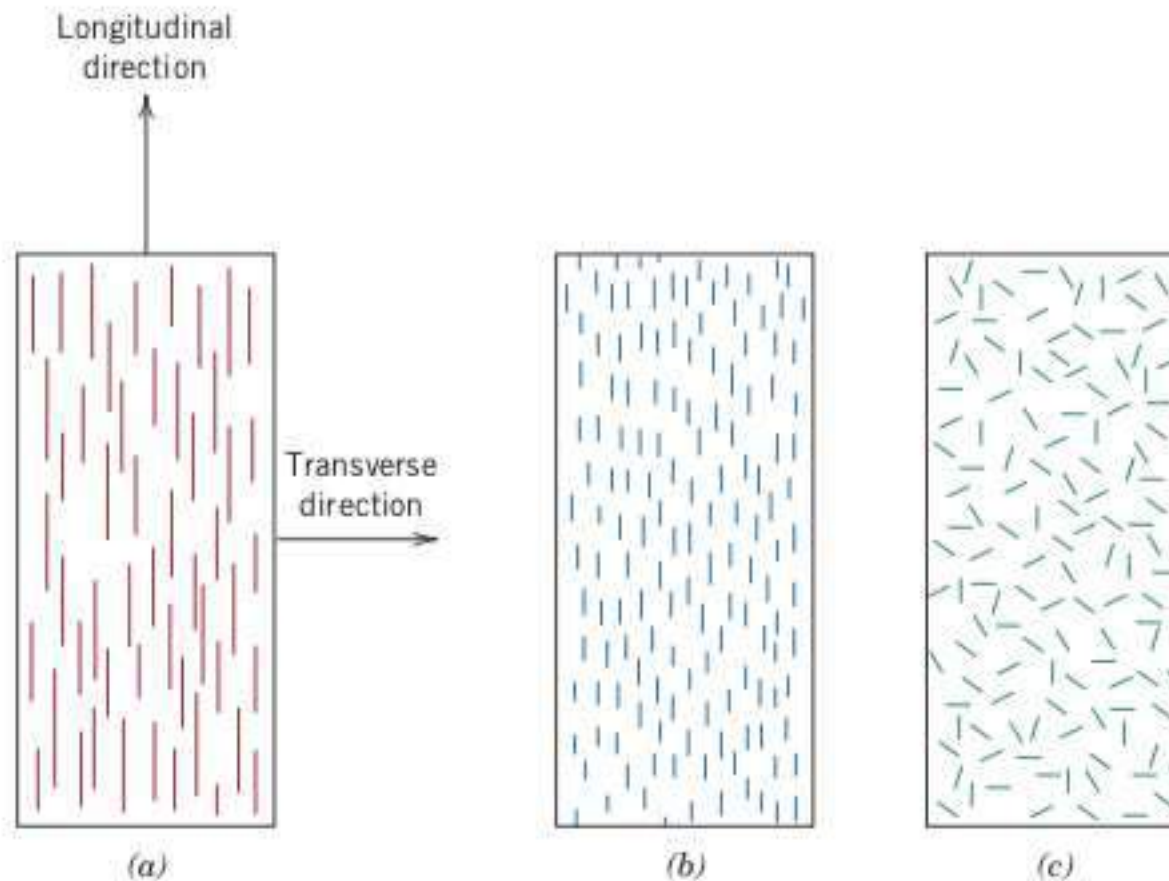 Longitudinal
direction
Transverse
direction
(a)
(b)
(c)